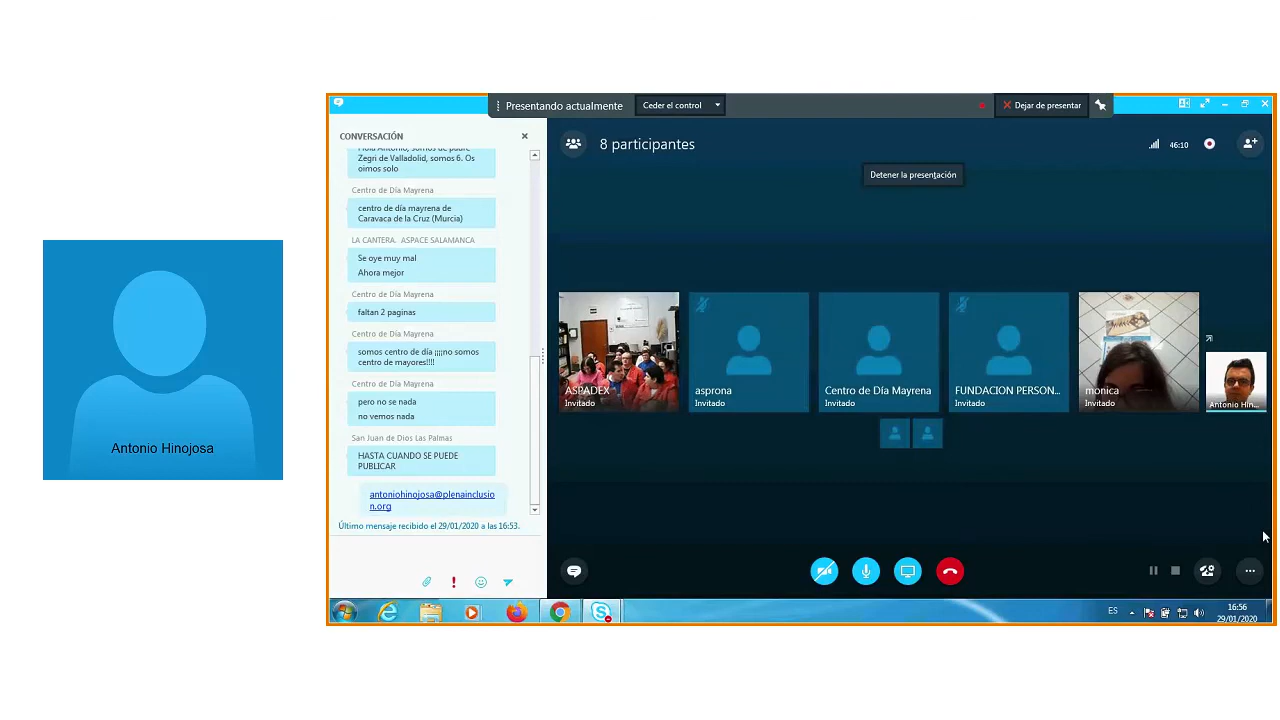 Antonio Hinojosa
Presentando actualmente
Ceder el control
Dejar de presentar
CONVERSACIÓN
Hola Antonio, somos de padre
Zegri de Valladolid, somos 6. Os
oimos solo
Centro de Día Mayrena
centro de día mayrena de
Caravaca de la Cruz (Murcia)
LA CANTERA. ASPACE SALAMANCA
Se oye muy mal
Ahora mejor
Centro de Día Mayrena
faltan 2 paginas
Centro de Día Mayrena
somos centro de día ¡¡¡¡no somos
centro de mayores!!!!
Centro de Día Mayrena
pero no se nada
no vemos nada
San Juan de Dios Las Palmas
HASTA CUANDO SE PUEDE
PUBLICAR
antoniohinojosa@plenainclusio
n.org
Último mensaje recibido el 29/01/2020 a las 16:53.
8 participantes
46:10
Detener la presentación
ASPADEX
Invitado
asprona
Invitado
Centro de Día Mayrena
Invitado
FUNDACION PERSON...
Invitado
monica
Invitado
Antonio Hin...
ES
16:56
29/01/2020